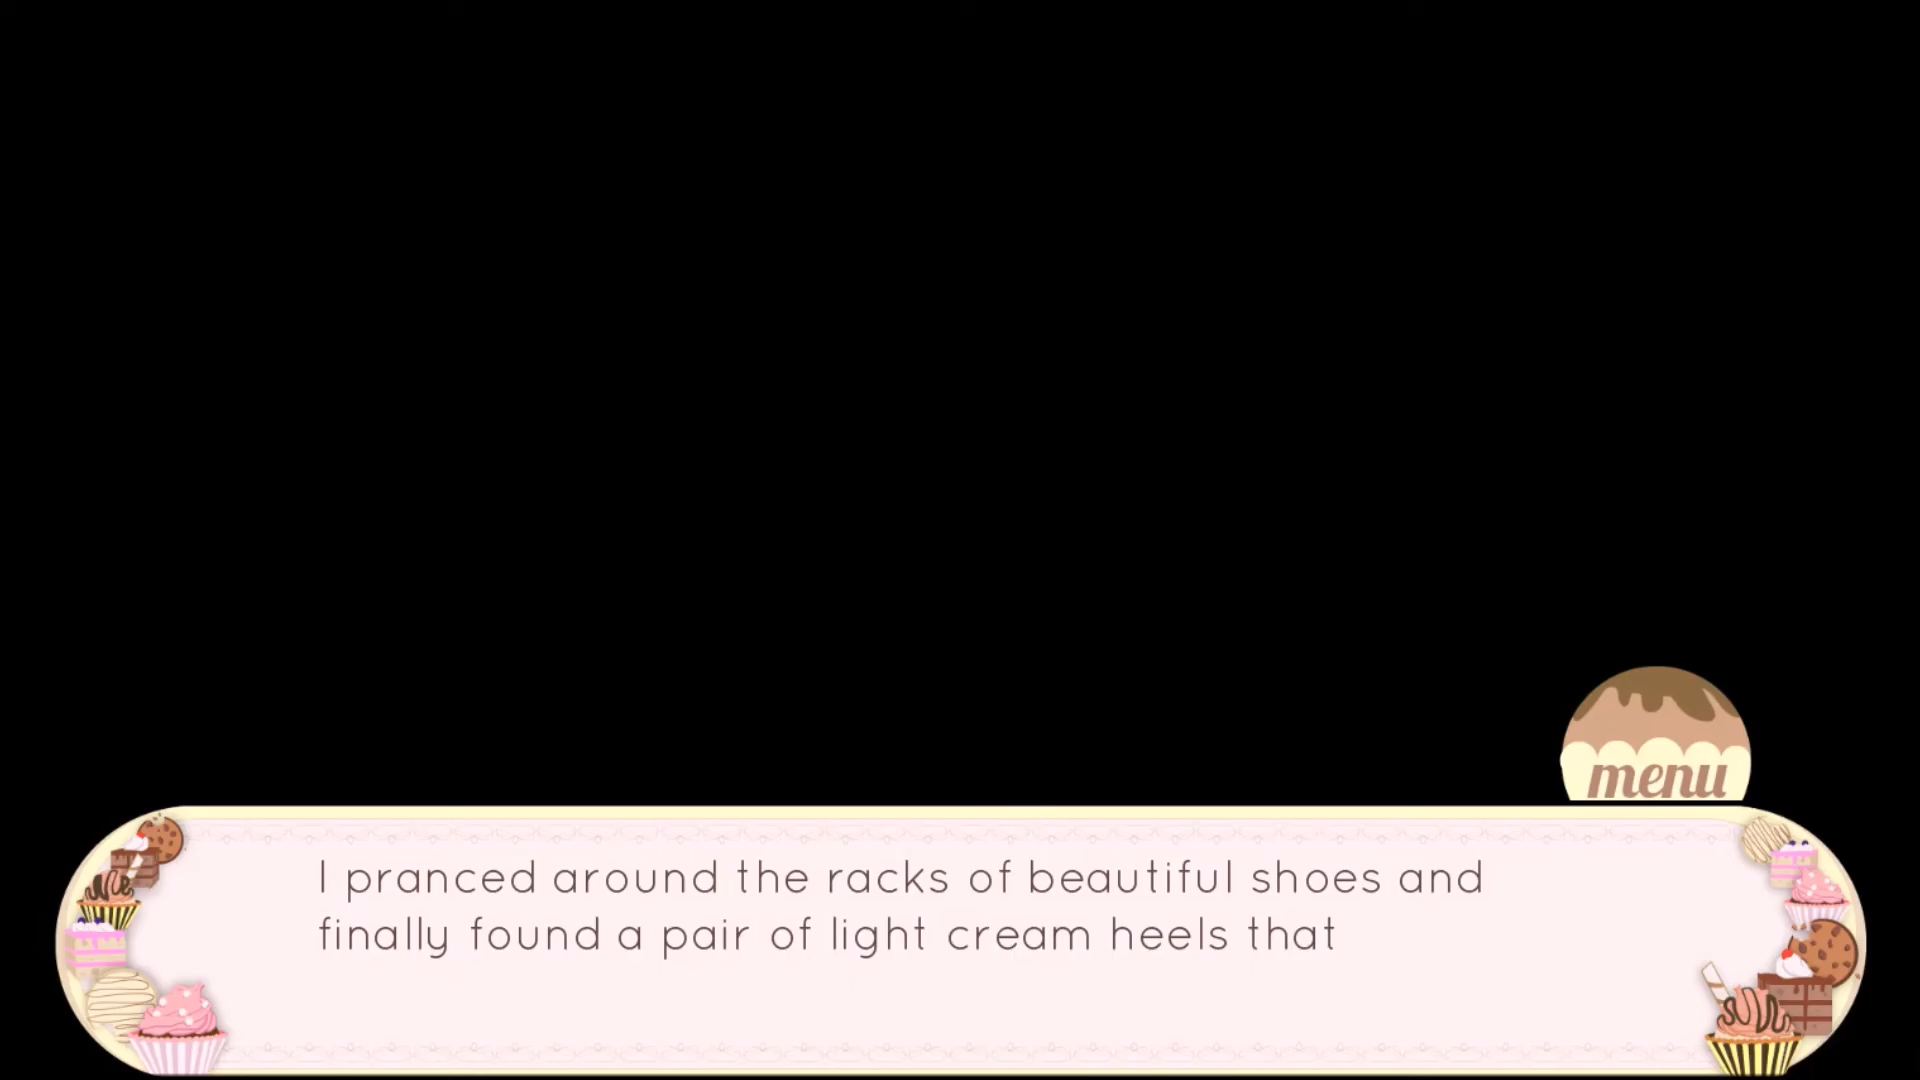 menu
I pranced around the racks of beautiful shoes and
finally found a pair of light cream heels that